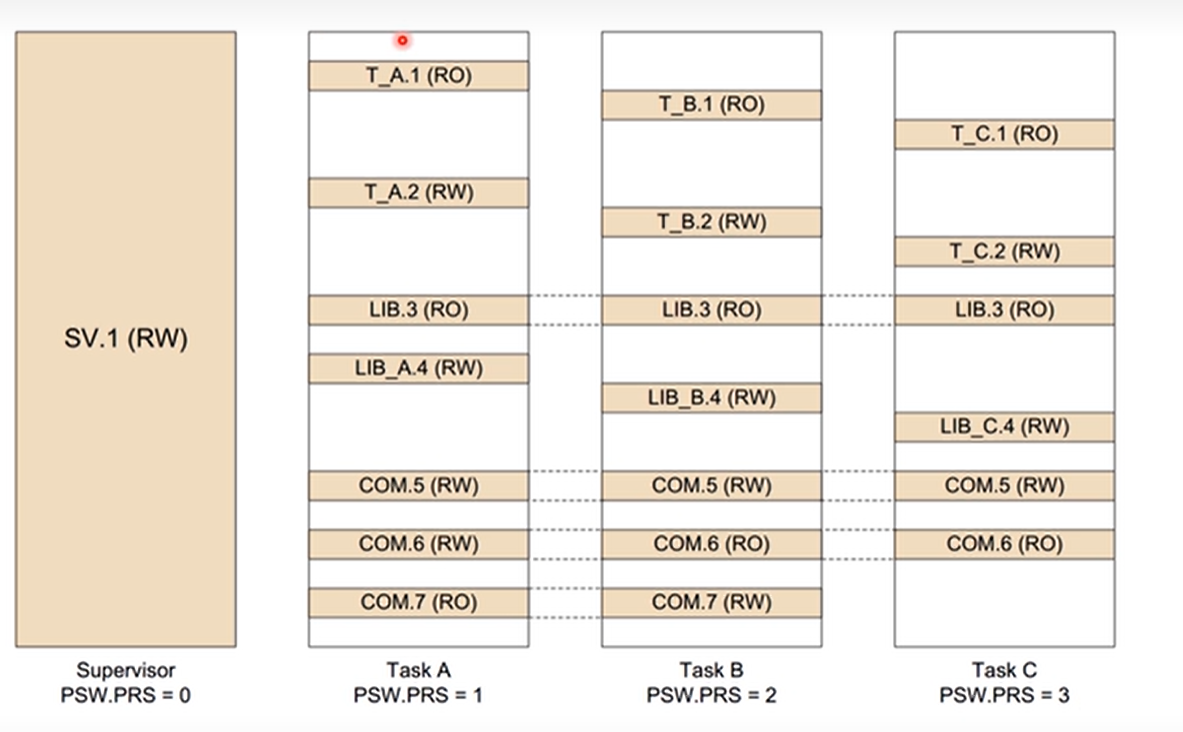 SV.1 (RW)
Supervisor
PSW.PRS = 0
T_A.1 (RO)
T_A.2 (RW)
LIB.3 (RO)
LIB_A.4 (RW)
COM.5 (RW)
COM.6 (RW)
COM.7 (RO)
Task A
PSW.PRS = 1
T_B.1 (RO)
T_B.2 (RW)
LIB.3 (RO)
LIB_B.4 (RW)
COM.5 (RW)
COM.6 (RO)
COM.7 (RW)
Task B
PSW.PRS = 2
T_C.1 (RO)
T_C.2 (RW)
LIB.3 (RO)
LIB_C.4 (RW)
COM.5 (RW)
COM.6 (RO)
Task C
PSW.PRS = 3